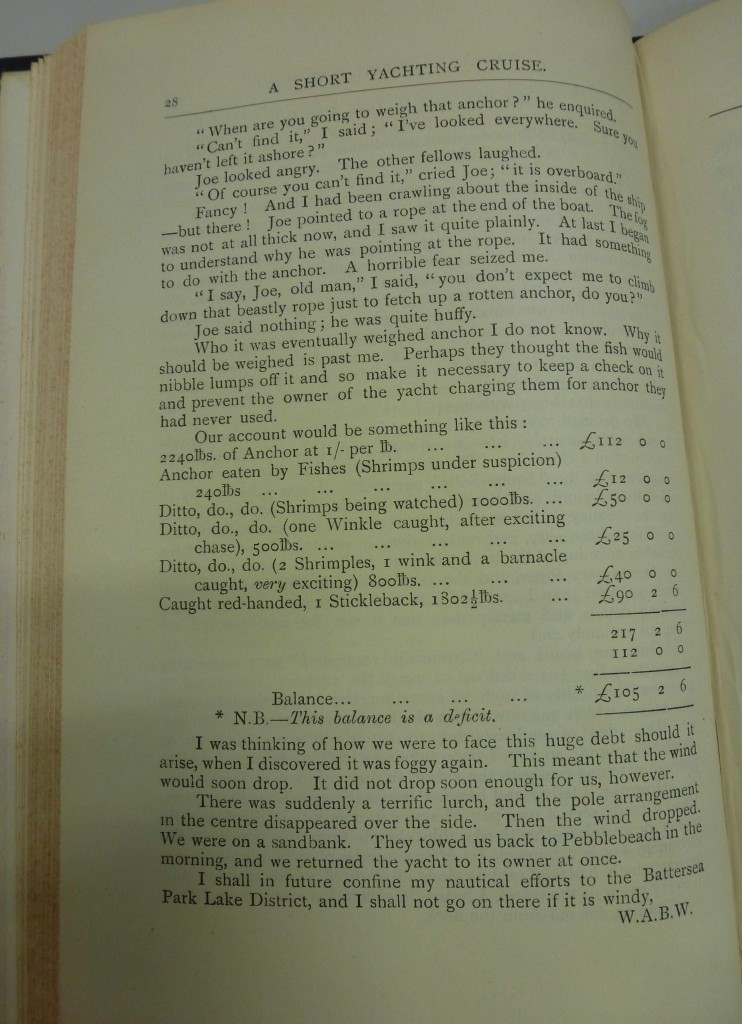 28
A SHORT YACHTING CRUISE.
"When are you going to weigh that anchor?" he enquired.
"Can't find it," I said; "I've looked everywhere. Sure you
haven't left it ashore?"
Joe looked angry. The other fellows laughed.
"Of course you can't find it," cried Joe; "it is overboard."
Fancy! And I had been crawling about the inside of the ship
—but there! Joe pointed to a rope at the end of the boat. The fog
was not at all thick now, and I saw it quite plainly. At last I began
to understand why he was pointing at the rope. It had something
to do with the anchor. A horrible fear seized me.
"I say, Joe, old man," I said, "you don't expect me to climb
down that beastly rope just to fetch up a rotten anchor, do you?"
Joe said nothing; he was quite huffy.
Who it was eventually weighed anchor I do not know. Why it
should be weighed is past me. Perhaps they thought the fish would
nibble lumps off it and so make it necessary to keep a check on it
and prevent the owner of the yacht charging them for anchor they
had never used.
Our account would be something like this:
2240lbs. of Anchor at 1/- per lb. ... ... ... £112 0 0
Anchor eaten by Fishes (Shrimps under suspicion)
240lbs ... ... ... ... ... £12 0 0
Ditto, do., do. (Shrimps being watched) 1000lbs. ... £50 0 0
Ditto, do., do. (one Winkle caught, after exciting
chase), 500lbs. ... ... ... ... ... £25 0 0
Ditto, do., do. (2 Shrimples, 1 wink and a barnacle
caught, very exciting) 800lbs. ... ... ... £40 0 0
Caught red-handed, 1 Stickleback, 1802½lbs. ... £90 2 6
217 2 6
112 0 0
Balance... ... ... ... * £105 2 6
* N.B.—This balance is a deficit.
I was thinking of how we were to face this huge debt should it
arise, when I discovered it was foggy again. This meant that the wind
would soon drop. It did not drop soon enough for us, however.
There was suddenly a terrific lurch, and the pole arrangement
in the centre disappeared over the side. Then the wind dropped.
We were on a sandbank. They towed us back to Pebblebeach in the
morning, and we returned the yacht to its owner at once.
I shall in future confine my nautical efforts to the Battersea
Park Lake District, and I shall not go on there if it is windy,
W.A.B.W.